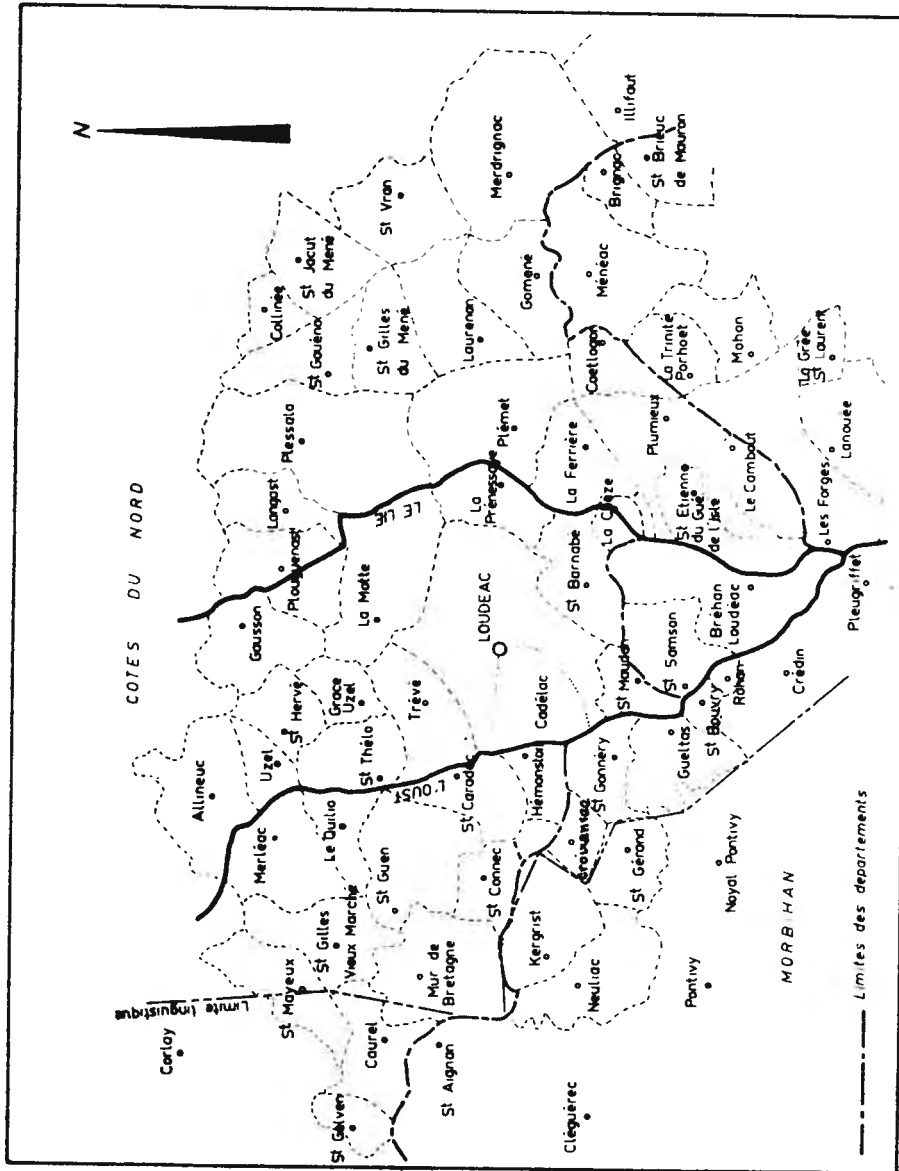 N
COTES DU NORD
Corlay
Limite linguistique
St Mayeux
St Gelven
Caurel
St Aignan
Cléguérec
St Gilles
Vieux Marché
Mur de
Bretagne
Merléac
Le Quilio
St Guen
St Connec
Allineuc
Uzel
St Hervé
Grace
Uzel
St Thélo
L'OUST
St Caradec
Hémonstoir
Trévé
Cadélac
LOUDEAC
Gausson
Plouguenast
Langast
LE LIE
La Motte
Plessala
St Gouéno
Collinée
St Jacut
du Mené
St Gilles
du Mené
St Vran
Laurenan
Merdrignac
La
Prénessaye
Plémet
Gomené
La Ferrière
St Barnabé
La Chèze
Coetlogon
Plumieux
St Etienne
du Gué
de l'Isle
Le Cambout
La Trinité
Porhoet
Mohon
Ménéac
Brignac
Illifaut
St Brieuc
de Mauron
La Grée
St Laurent
Lanouée
Les Forges
Pleugriffet
Bréhan
Loudéac
St Maudan
St Samson
St Gouvry
Rohan
Crédin
Gueltas
St Gonnery
St Gérand
Kergrist
Neuliac
Noyal Pontivy
Pontivy
MORBIHAN
Limites des departements